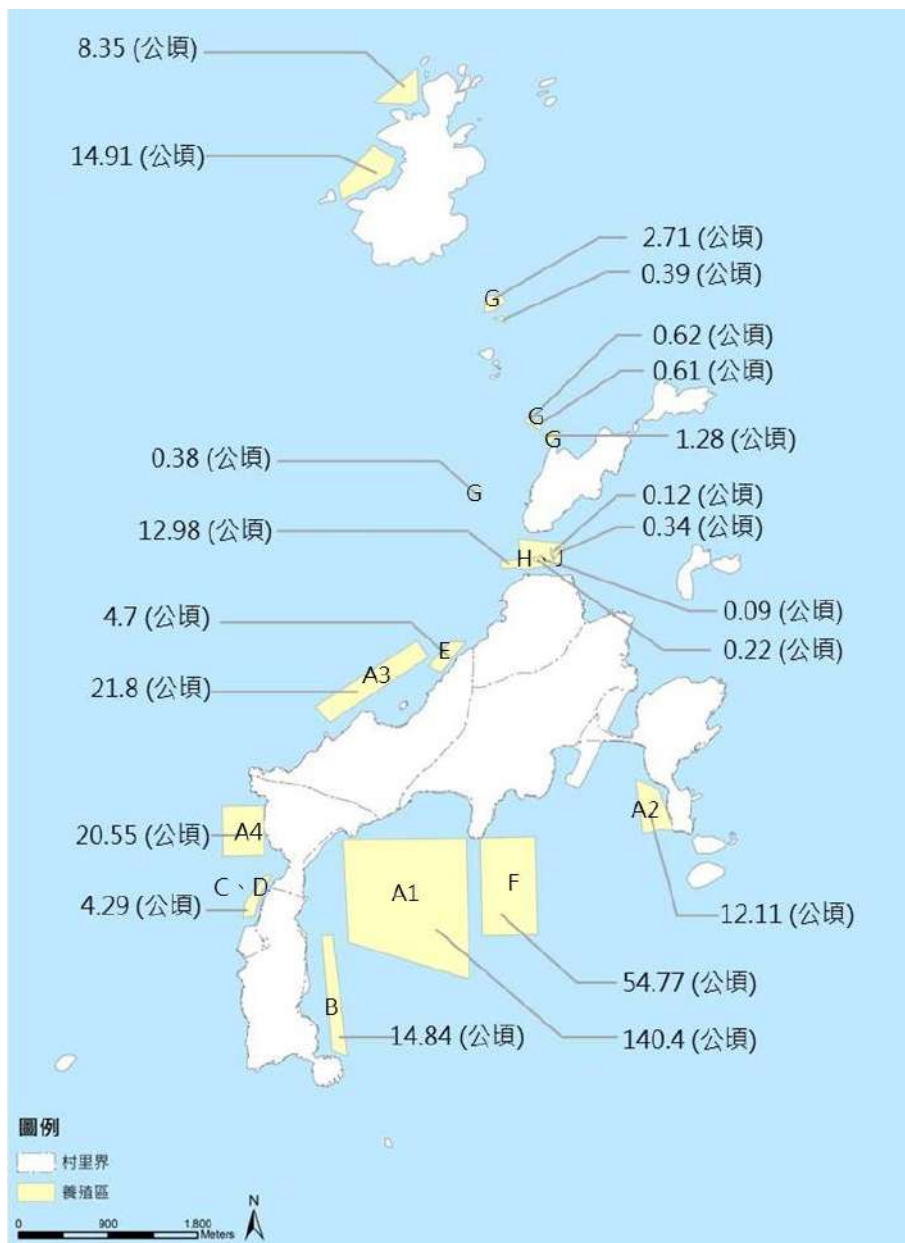 8.35 (公頃)
14.91 (公頃)
2.71 (公頃)
G
0.39 (公頃)
0.62 (公頃)
0.61 (公頃)
G
G
1.28 (公頃)
0.38 (公頃)
G
0.12 (公頃)
12.98 (公頃)
0.34 (公頃)
H、J
4.7 (公頃)
0.09 (公頃)
E
0.22 (公頃)
A3
21.8 (公頃)
A2
20.55 (公頃)
A4
C、D
F
A1
4.29 (公頃)
12.11 (公頃)
54.77 (公頃)
B
14.84 (公頃)
140.4 (公頃)
圖例
村里界
養殖區
0 900 1,800
Meters
N